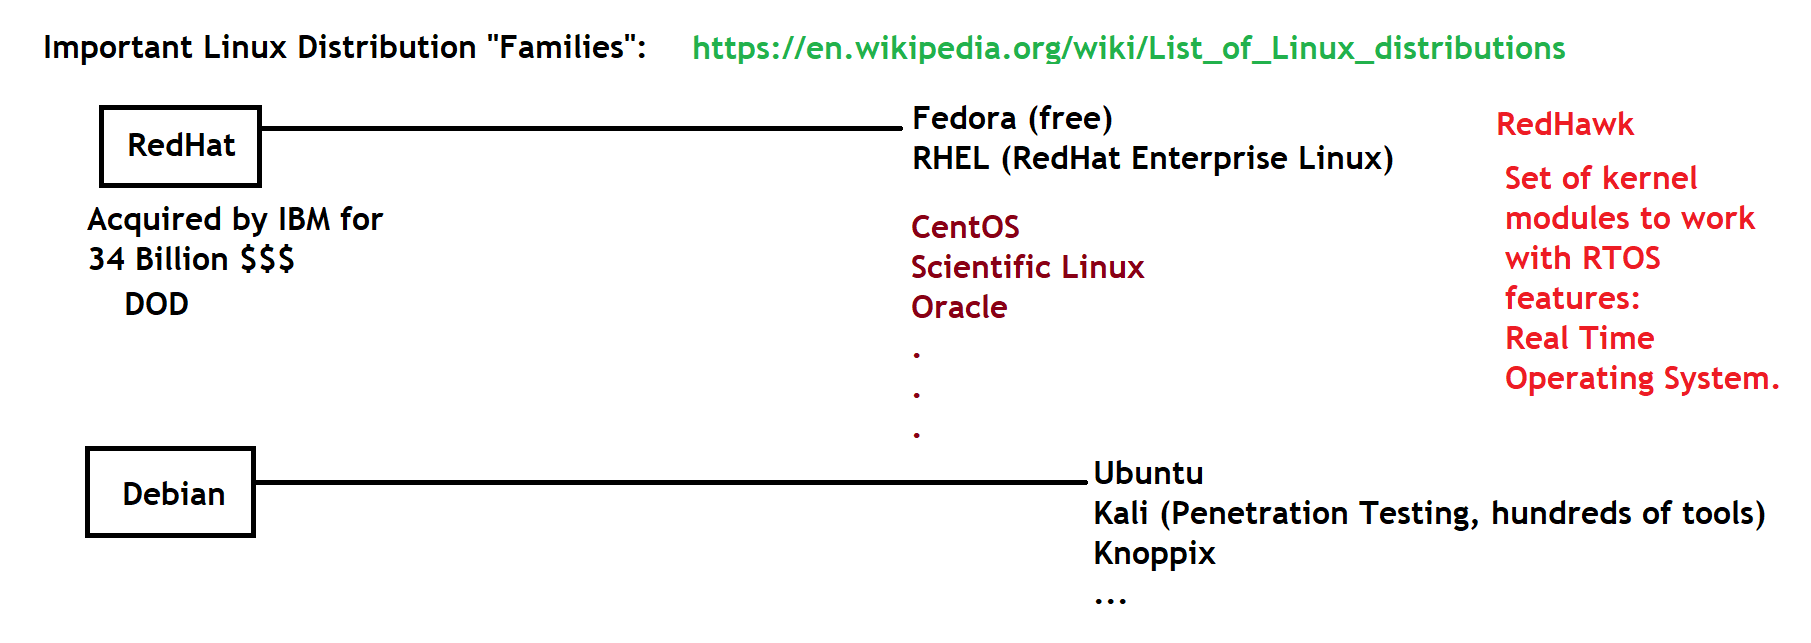 Important Linux Distribution "Families": https://en.wikipedia.org/wiki/List_of_Linux_distributions
RedHat
Acquired by IBM for
34 Billion $$$
DOD
Fedora (free)
RHEL (RedHat Enterprise Linux)
CentOS
Scientific Linux
Oracle
.
.
.
RedHawk
Set of kernel
modules to work
with RTOS
features:
Real Time
Operating System.
Debian
Ubuntu
Kali (Penetration Testing, hundreds of tools)
Knoppix
...